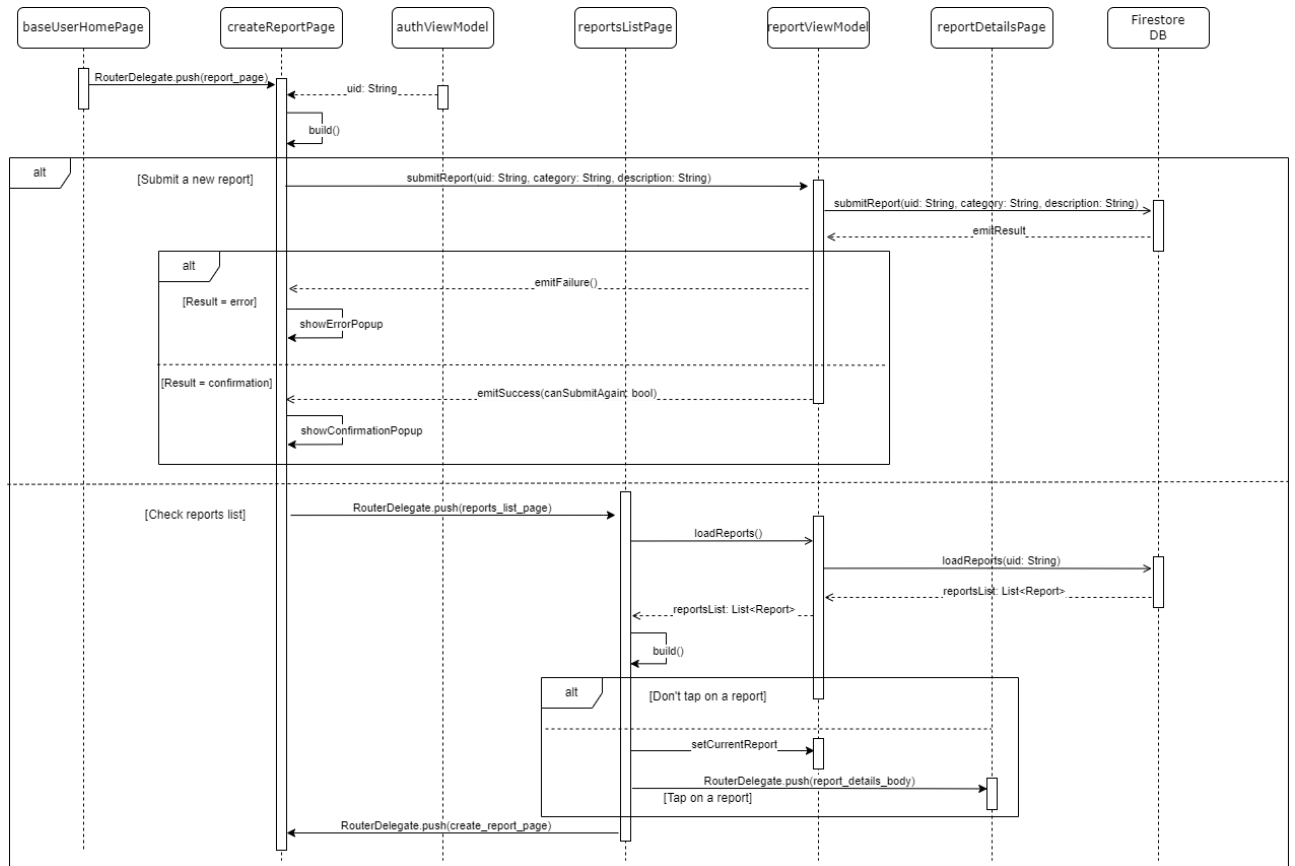 baseUserHomePage
createReportPage
authViewModel
reportsListPage
reportViewModel
reportDetailsPage
Firestore
DB
RouterDelegate.push(report_page)
uid: String
build()
alt
[Submit a new report]
submitReport(uid: String, category: String, description: String)
submitReport(uid: String, category: String, description: String)
emitResult
alt
emitFailure()
[Result = error]
showErrorPopup
[Result = confirmation]
emitSuccess(canSubmitAgain: bool)
showConfirmationPopup
[Check reports list]
RouterDelegate.push(reports_list_page)
loadReports()
loadReports(uid: String)
reportsList: List<Report>
reportsList: List<Report>
build()
alt
[Don't tap on a report]
setCurrentReport
RouterDelegate.push(report_details_body)
[Tap on a report]
RouterDelegate.push(create_report_page)